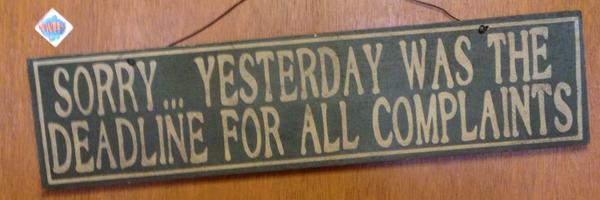 SORRY... YESTERDAY WAS THE
DEADLINE FOR ALL COMPLAINTS